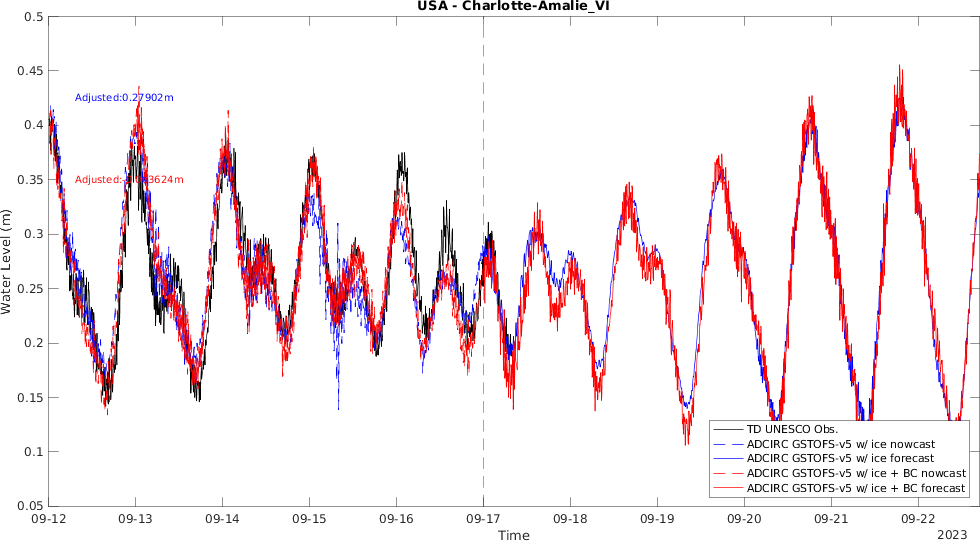 USA - Charlotte-Amalie_VI
0.5
0.45
0.4
0.35
0.3
0.25
0.2
0.15
0.1
0.05
Water Level (m)
Adjusted:0.27902m
Adjusted:
3624m
TD UNESCO Obs.
ADCIRC GSTOFS-v5 w/ ice nowcast
ADCIRC GSTOFS-v5 w/ ice forecast
ADCIRC GSTOFS-v5 w/ ice + BC nowcast
ADCIRC GSTOFS-v5 w/ ice + BC forecast
09-12 09-13 09-14 09-15 09-16 09-17 09-18 09-19 09-20 09-21 09-22
Time
2023